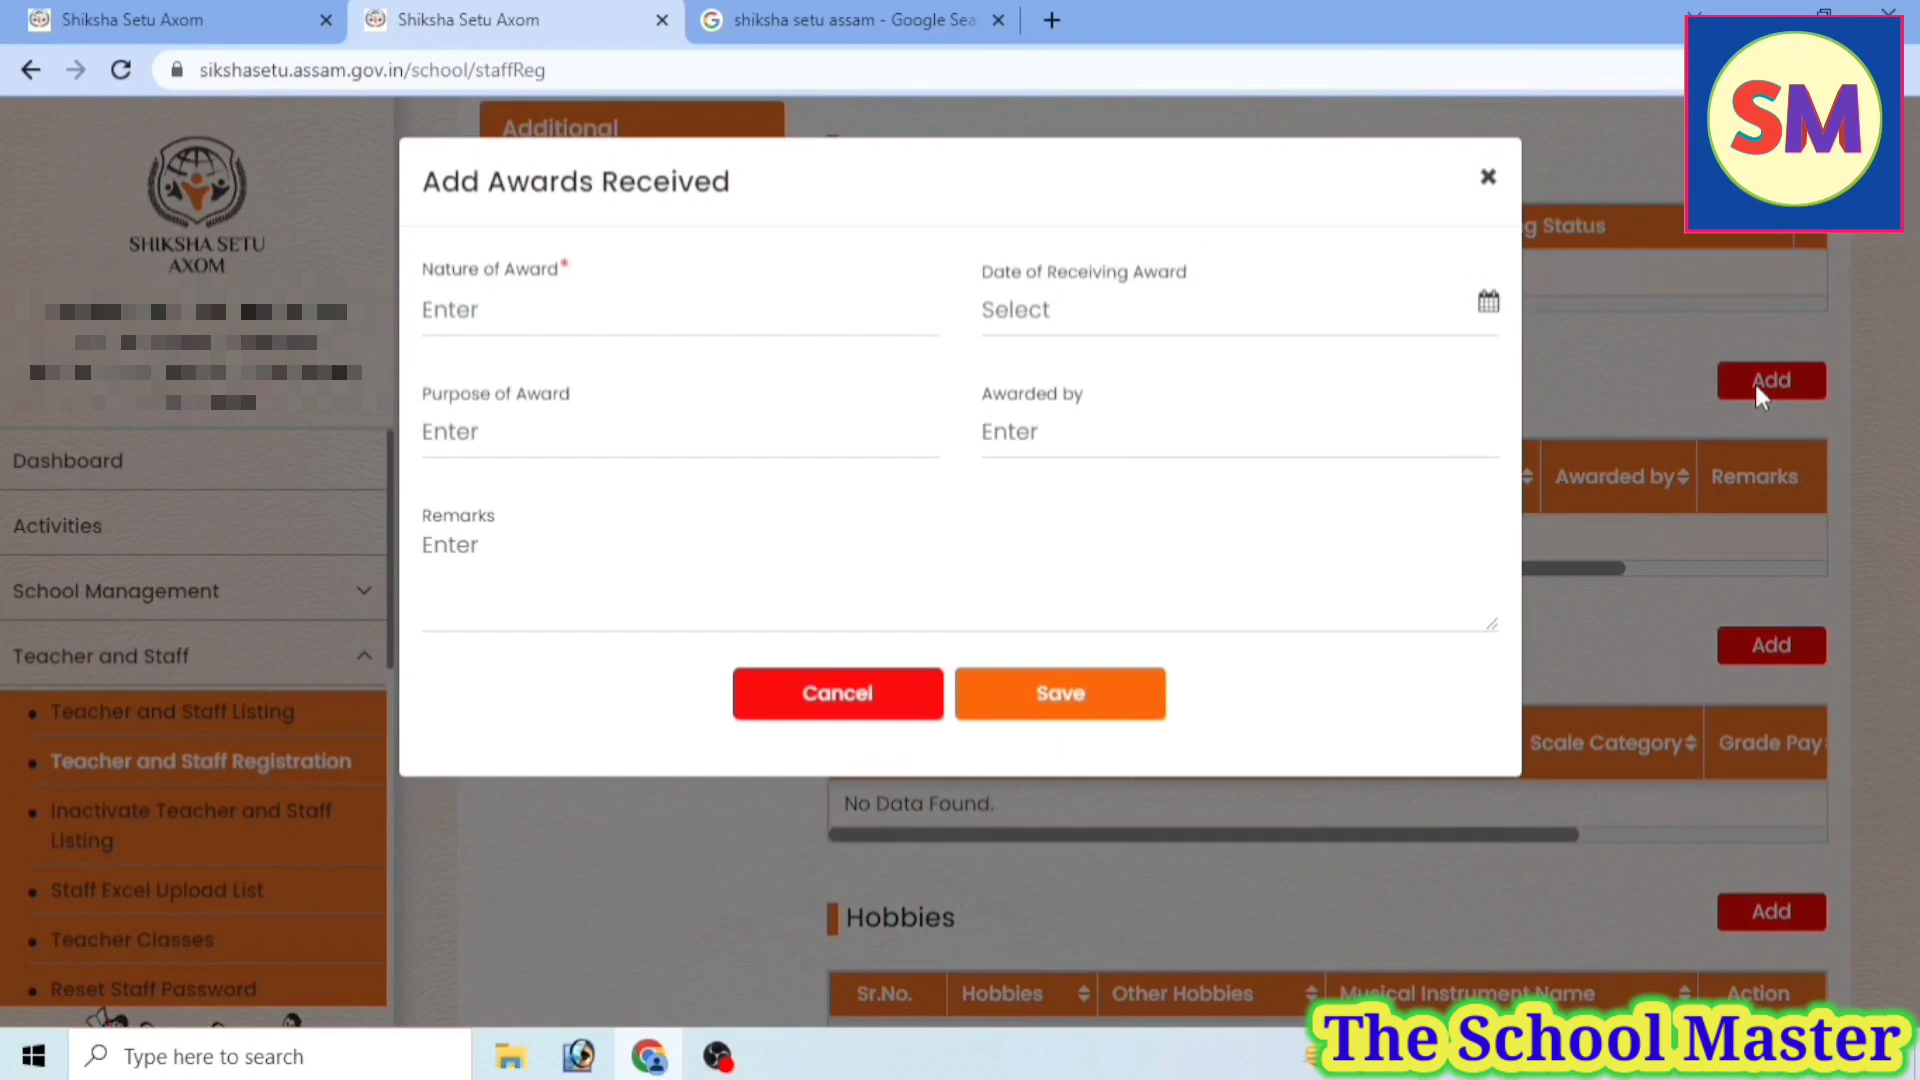 Shiksha Setu Axom
Shiksha Setu Axom
shiksha setu assam - Google Sea
sikshasetu.assam.gov.in/school/staffReg
SM
SHIKSHA SETU
AXOM
Dashboard
Activities
School Management
Teacher and Staff
Teacher and Staff Listing
Teacher and Staff Registration
Inactivate Teacher and Staff
Listing
Staff Excel Upload List
Teacher Classes
Reset Staff Password
Additional
Add Awards Received
Nature of Award*
Enter
Date of Receiving Award
Select
Purpose of Award
Enter
Awarded by
Enter
Remarks
Enter
Cancel
Save
g Status
Add
Awarded by
Remarks
Add
Scale Category
Grade Pay
No Data Found.
Hobbies
Add
Sr.No.
Hobbies
Other Hobbies
Musical Instrument Name
Action
Type here to search
The School Master